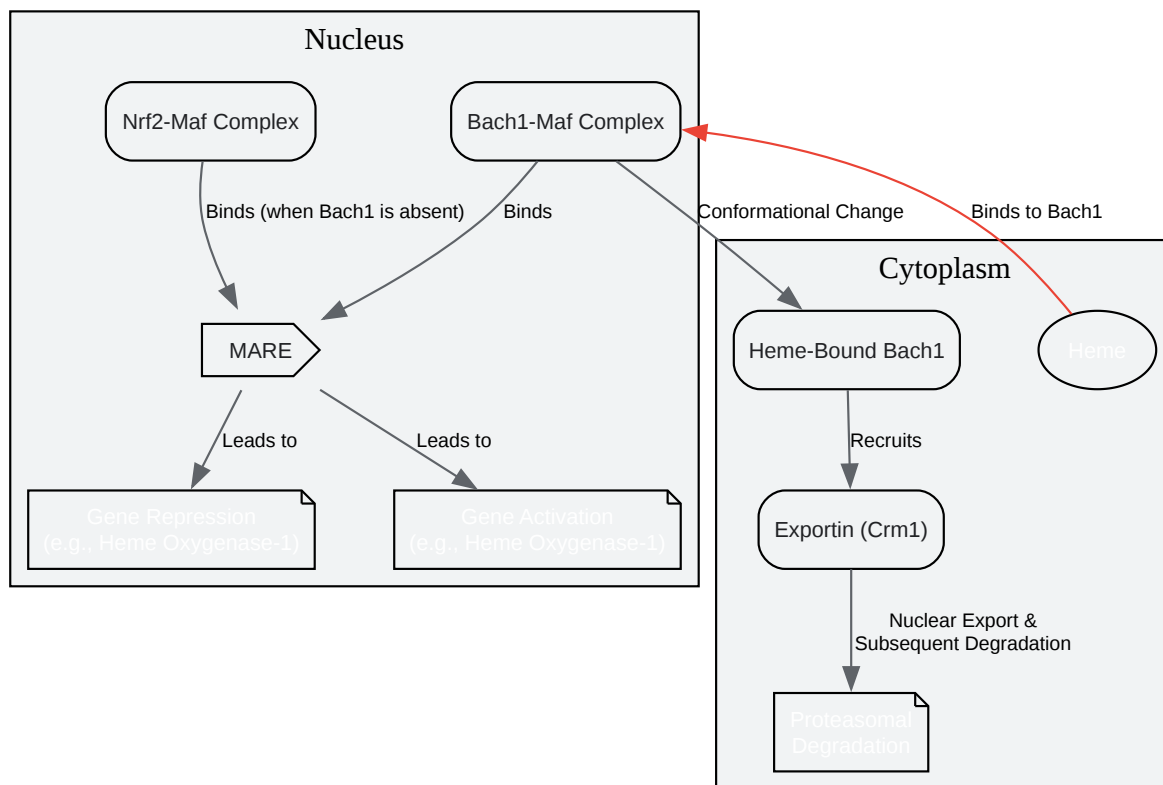 Nucleus
Nrf2-Maf Complex
Bach1-Maf Complex
Binds (when Bach1 is absent)
Binds
Conformational Change
Binds to Bach1
Cytoplasm
MARE
Heme-Bound Bach1
Heme
Leads to
Leads to
Recruits
Gene Repression
(e.g., Heme Oxygenase-1)
Gene Activation
(e.g., Heme Oxygenase-1)
Exportin (Crm1)
Nuclear Export &
Subsequent Degradation
Proteasomal
Degradation